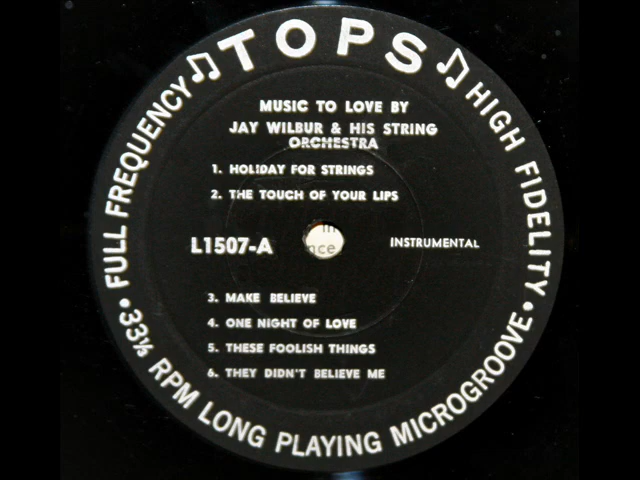 TOPS
FULL FREQUENCY
HIGH FIDELITY
MUSIC TO LOVE BY
JAY WILBUR & HIS STRING
ORCHESTRA
1. HOLIDAY FOR STRINGS
2. THE TOUCH OF YOUR LIPS
L1507-A
INSTRUMENTAL
in
nce
3. MAKE BELIEVE
4. ONE NIGHT OF LOVE
5. THESE FOOLISH THINGS
6. THEY DIDN'T BELIEVE ME
• 33⅓ RPM LONG PLAYING MICROGROOVE •